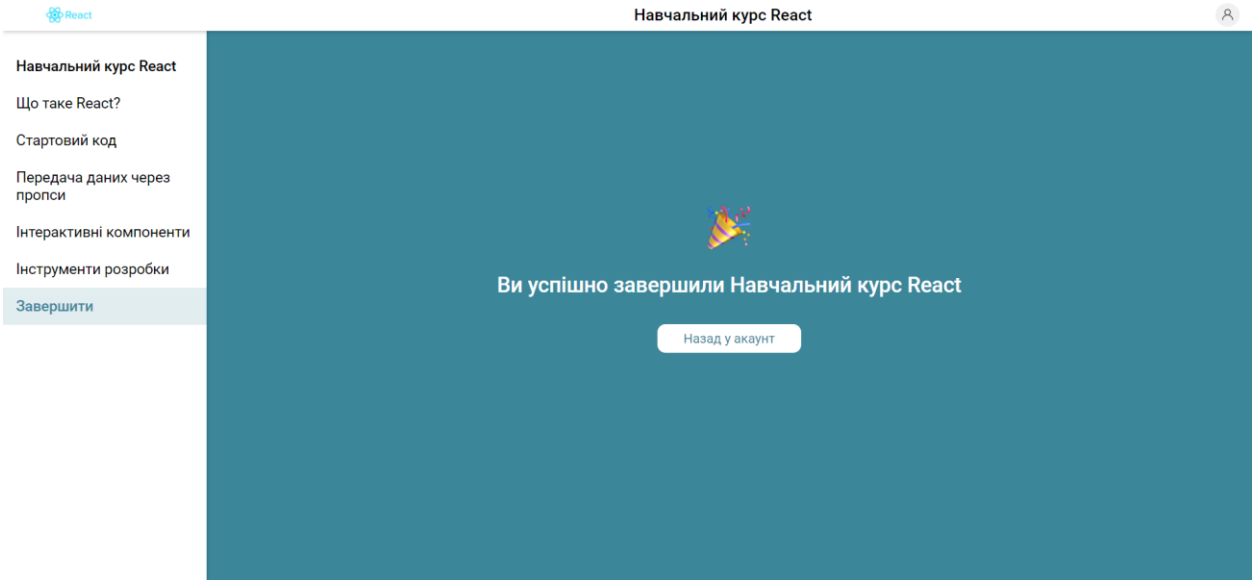 React
Навчальний курс React
Навчальний курс React
Що таке React?
Стартовий код
Передача даних через
пропси
Інтерактивні компоненти
Інструменти розробки
Завершити
Ви успішно завершили Навчальний курс React
Назад у акаунт